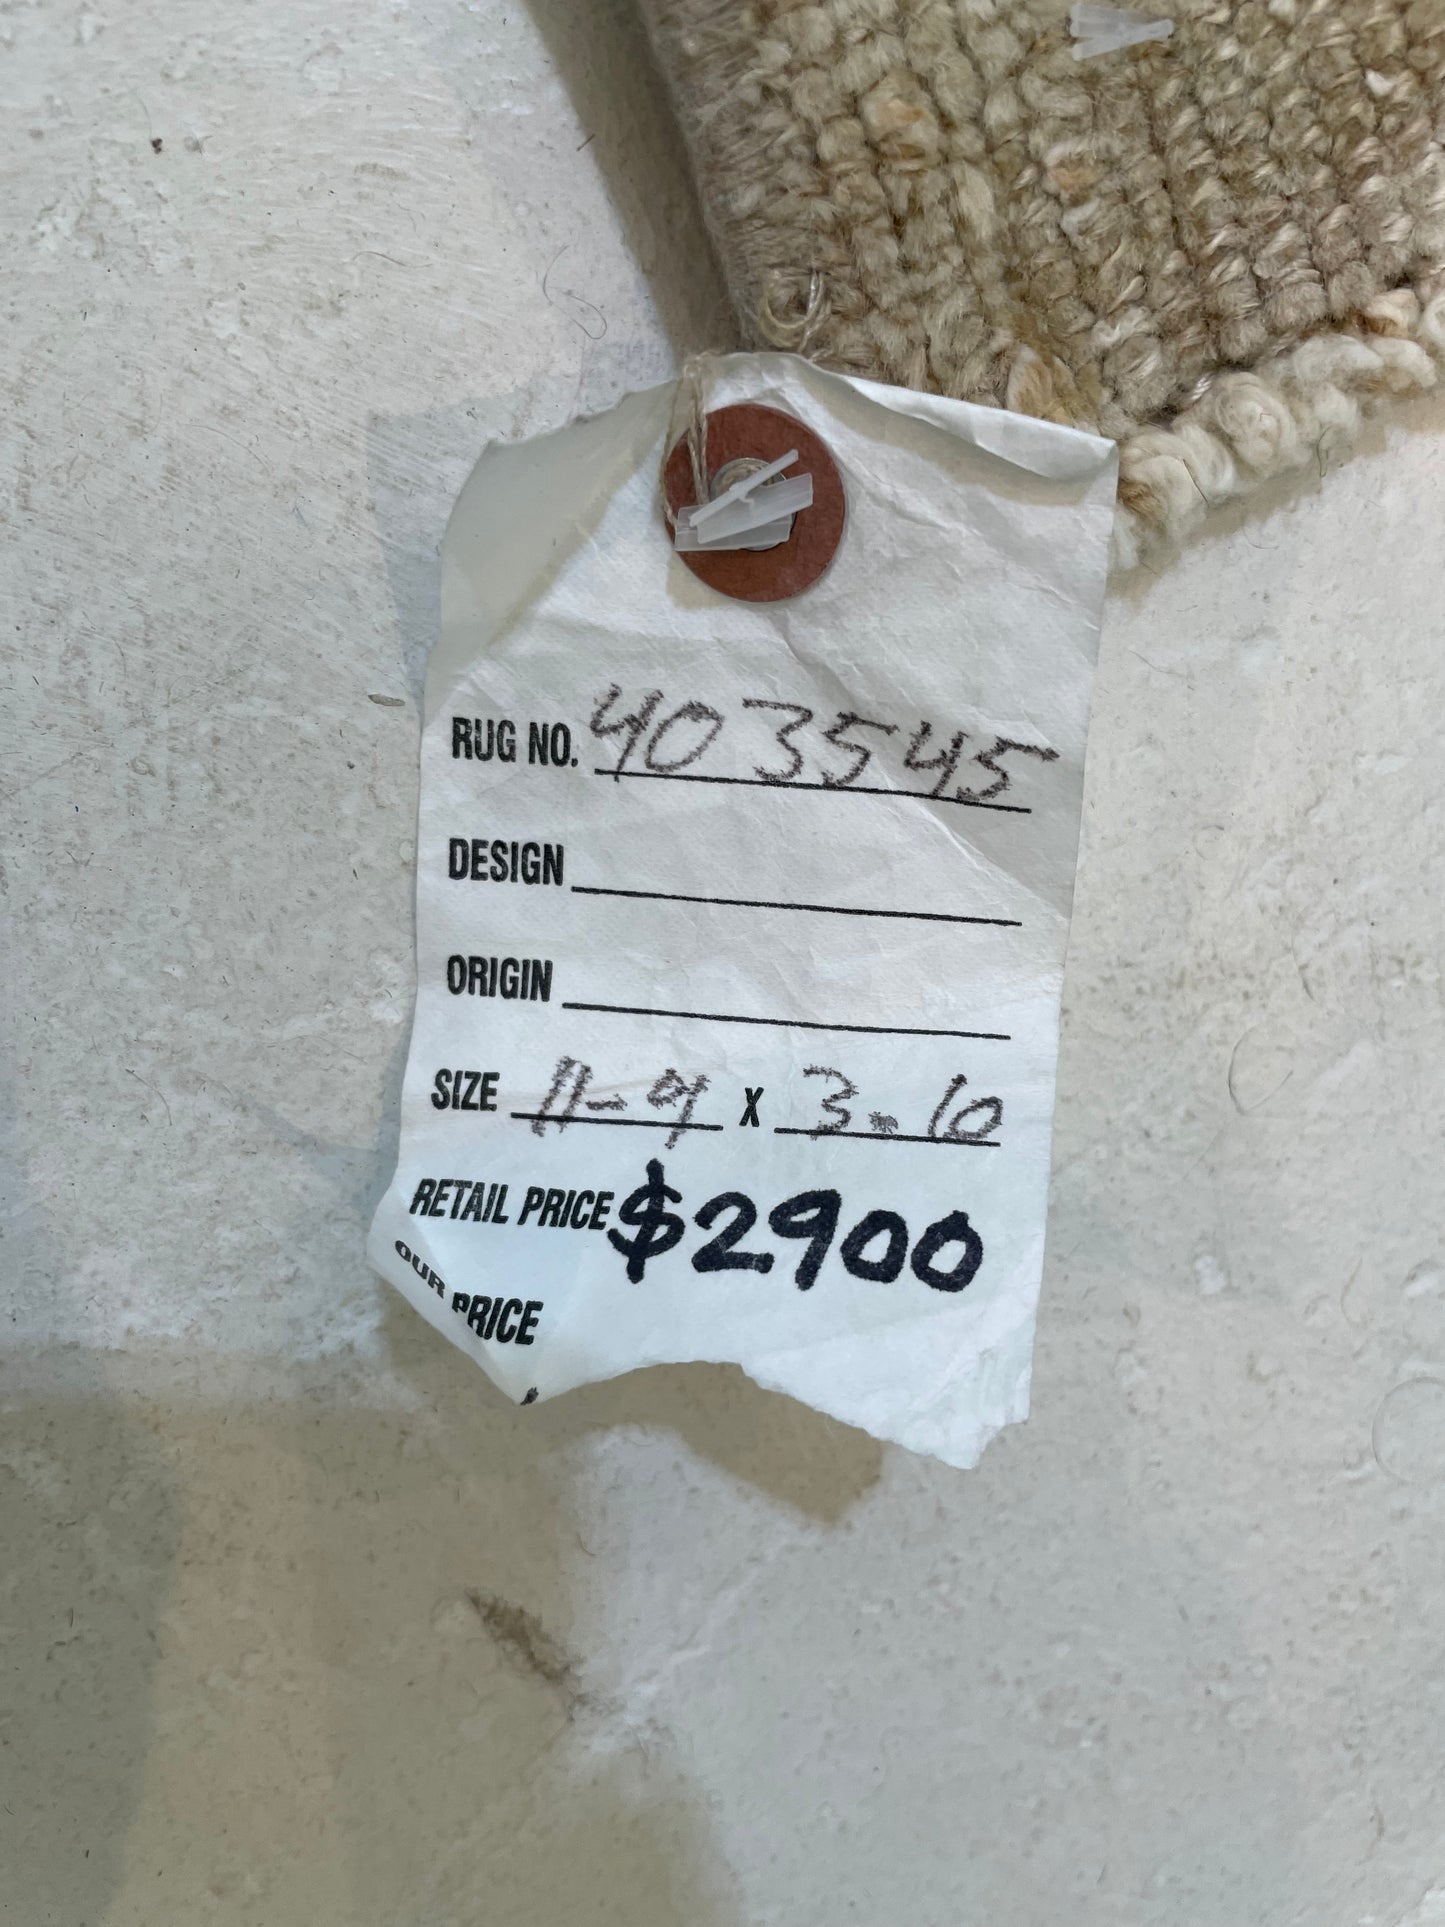 RUG NO. 403545
DESIGN
ORIGIN
SIZE 11-9 x 3-10
RETAIL PRICE $2900
OUR PRICE